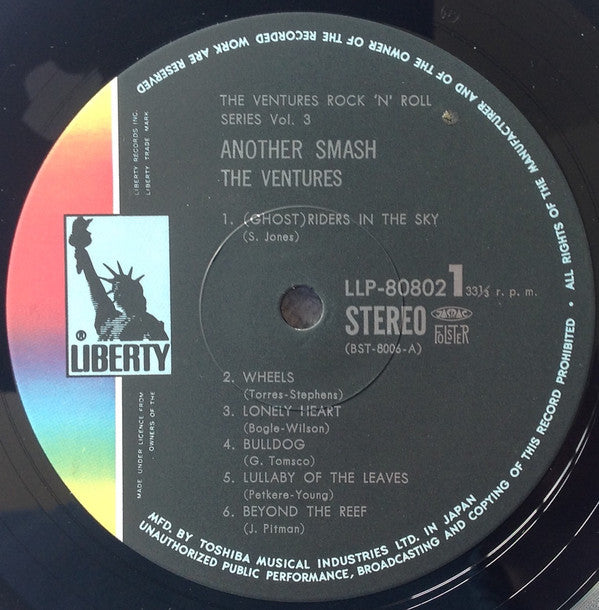 THE VENTURES ROCK 'N' ROLL
SERIES Vol. 3
ANOTHER SMASH
THE VENTURES
1. (GHOST)RIDERS IN THE SKY
(S. Jones)
LLP-80802 1 33⅓ r. p. m.
STEREO JASRAC
(BST-8006-A) FOLSTER
2. WHEELS
(Torres-Stephens)
3. LONELY HEART
(Bogle-Wilson)
4. BULLDOG
(G. Tomsco)
5. LULLABY OF THE LEAVES
(Petkere-Young)
6. BEYOND THE REEF
(J. Pitman)
LIBERTY RECORDS INC.
LIBERTY TRADE MARK
® LIBERTY
MADE UNDER LICENCE FROM
OWNERS OF THE
MFD. BY TOSHIBA MUSICAL INDUSTRIES LTD. IN JAPAN
ALL RIGHTS OF THE MANUFACTURER AND OF THE OWNER OF THE RECORDED WORK ARE RESERVED
UNAUTHORIZED PUBLIC PERFORMANCE, BROADCASTING AND COPYING OF THIS RECORD PROHIBITED •